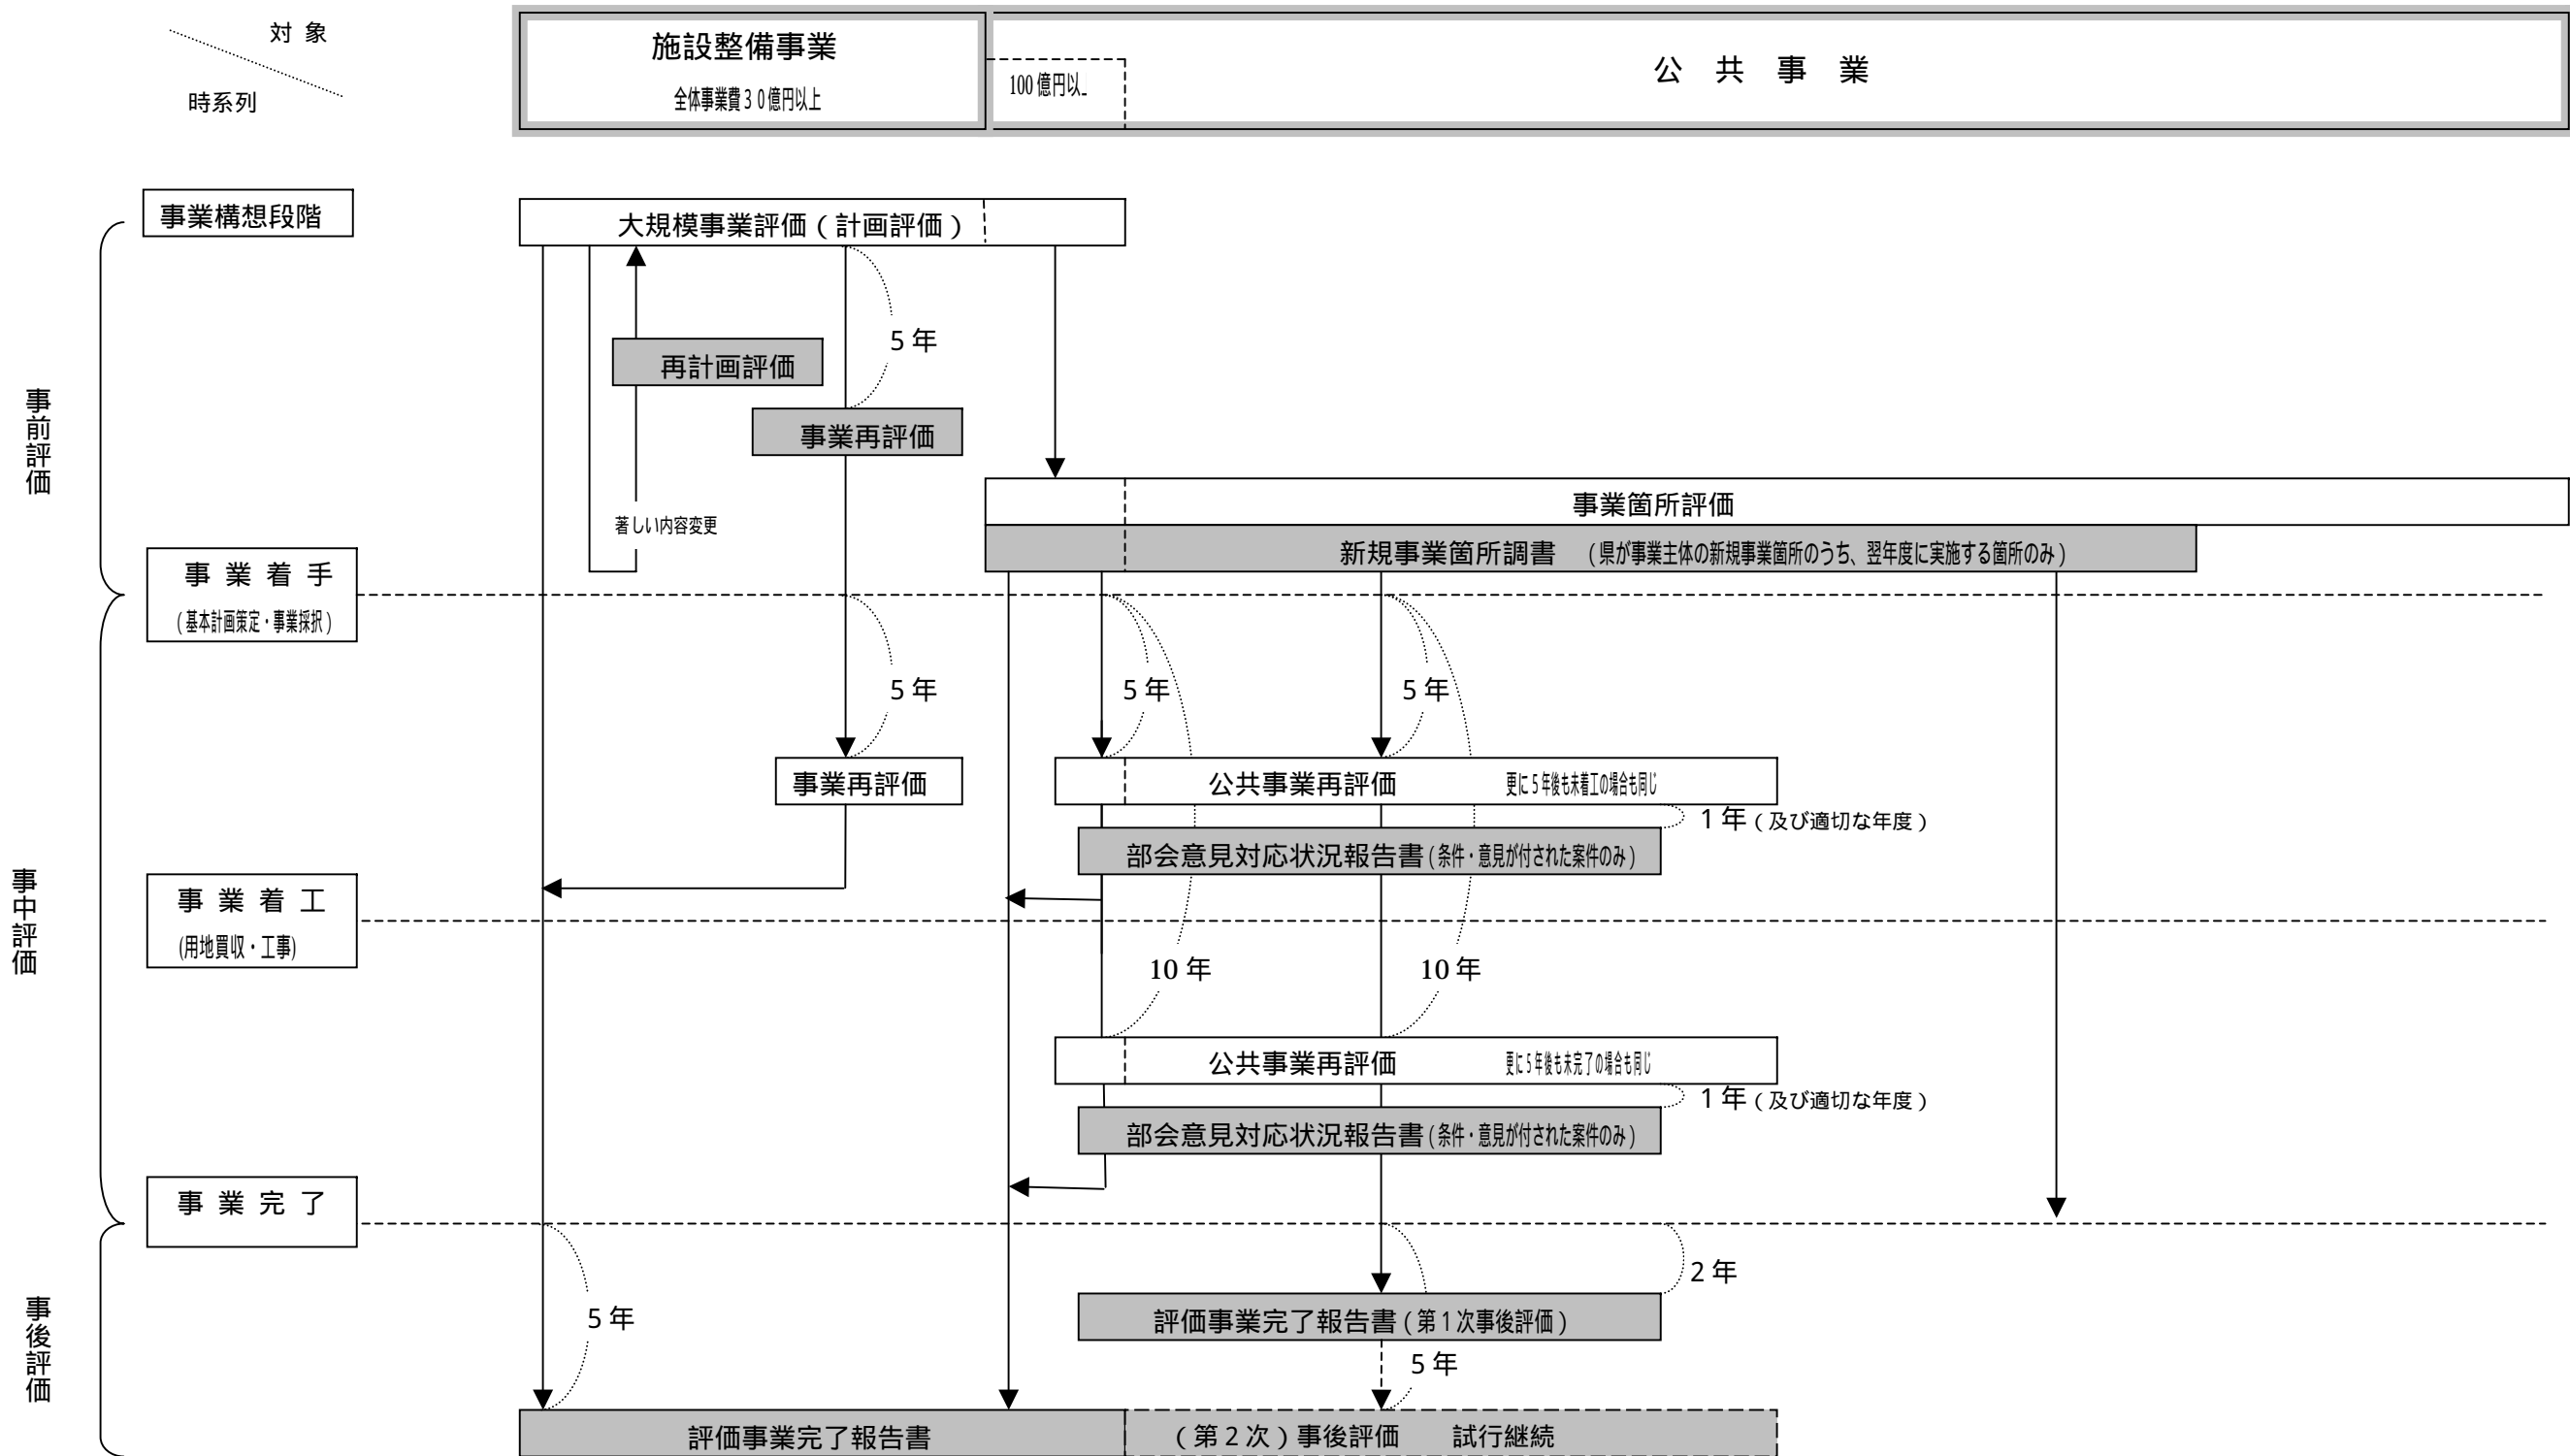 対 象
時系列
施設整備事業
全体事業費３０億円以上
100 億円以
公 共 事 業
事業構想段階
大規模事業評価（計画評価）
5 年
再計画評価
事業再評価
事前評価
事業箇所評価
著しい内容変更
新規事業箇所調書 （県が事業主体の新規事業箇所のうち、翌年度に実施する箇所のみ）
事 業 着 手
（基本計画策定・事業採択）
5 年
5 年
5 年
事業再評価
公共事業再評価 更に５年後も未着工の場合も同じ
1 年（及び適切な年度）
部会意見対応状況報告書（条件・意見が付された案件のみ）
事中評価
事 業 着 工
(用地買収・工事)
10 年
10 年
公共事業再評価 更に５年後も未完了の場合も同じ
1 年（及び適切な年度）
部会意見対応状況報告書（条件・意見が付された案件のみ）
事 業 完 了
2 年
5 年
評価事業完了報告書（第１次事後評価）
事後評価
5 年
評価事業完了報告書
（第２次）事後評価 試行継続